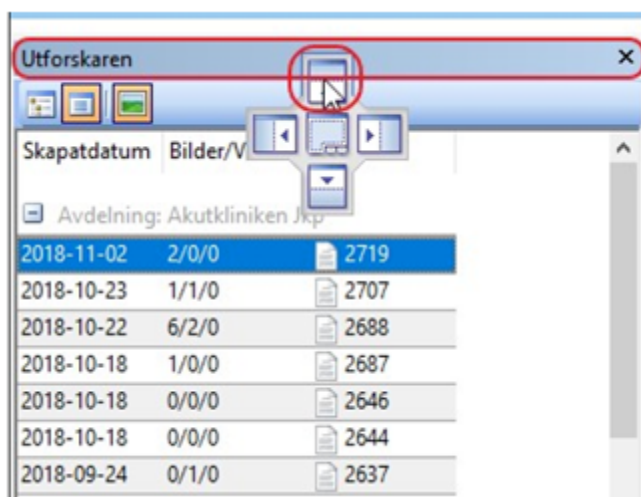 Utforskaren
Skapatdatum Bilder/V
Avdelning: Akutkliniken Jkp
2018-11-02 2/0/0 2719
2018-10-23 1/1/0 2707
2018-10-22 6/2/0 2688
2018-10-18 1/0/0 2687
2018-10-18 0/0/0 2646
2018-10-18 0/0/0 2644
2018-09-24 0/1/0 2637